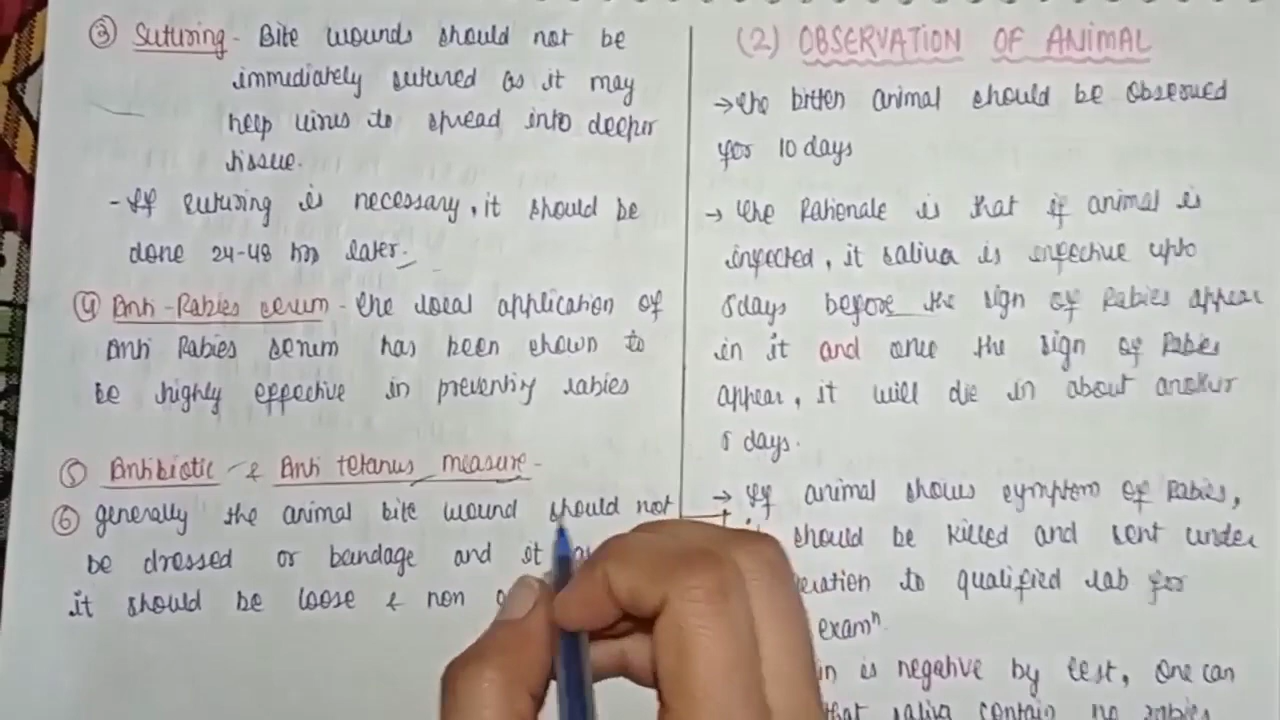 ③ Suturing - Bite wounds should not be
immediately sutured as it may
help virus to spread into deeper
tissue.
- If suturing is necessary, it should be
done 24-48 hrs later.
④ Anti-Rabies serum - the local application of
Anti Rabies serum has been shown to
be highly effective in preventing rabies
⑤ Antibiotic & Anti tetanus measure -
⑥ generally the animal bite wound should not
be dressed or bandage and it
it should be loose & non
(2) OBSERVATION OF ANIMAL
→ the bitten animal should be observed
for 10 days
→ the Rationale is that if animal is
infected, it saliva is infective upto
5days before the sign of Rabies appear
in it and once the sign of Rabies
appear, it will die in about another
5 days.
→ If animal shows symptom of Rabies,
should be killed and sent under
to qualified lab for
examⁿ.
is negative by test, One can
that saliva contain no rabies